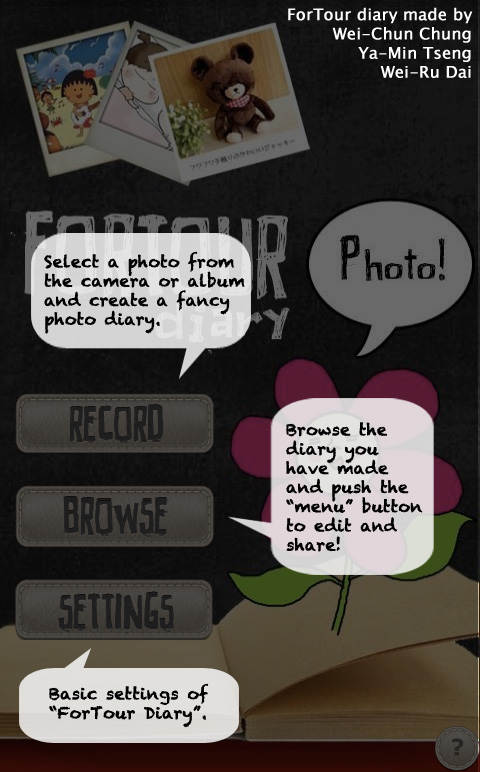 ForTour diary made by
Wei-Chun Chung
Ya-Min Tseng
Wei-Ru Dai
FORTOUR
diary
Photo!
Select a photo from
the camera or album
and create a fancy
photo diary.
RECORD
Browse the
diary you
have made
and push the
“menu” button
to edit and
share!
BROWSE
SETTINGS
Basic settings of
“ForTour Diary”.
?